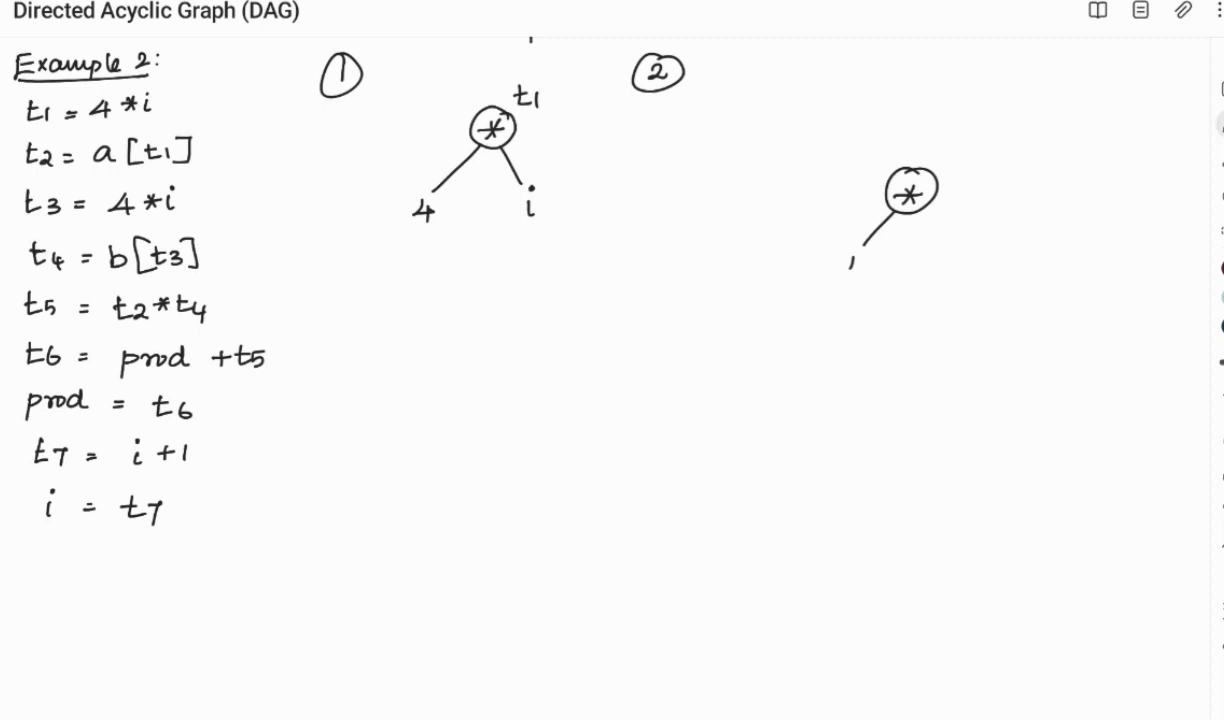 Directed Acyclic Graph (DAG)
Example 2:
t1 = 4 * i
t2 = a [t1]
t3 = 4 * i
t4 = b [t3]
t5 = t2 * t4
t6 = prod + t5
prod = t6
t7 = i + 1
i = t7
1
* t1
4 i
2
*